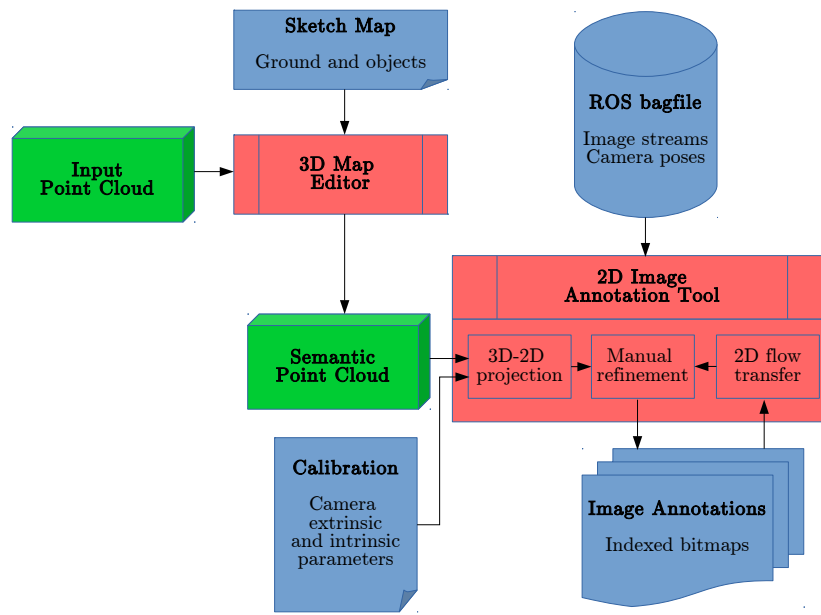 Sketch Map
Ground and objects
ROS bagfile
Image streams
Camera poses
Input
Point Cloud
3D Map
Editor
2D Image
Annotation Tool
Semantic
Point Cloud
3D-2D
projection
Manual
refinement
2D flow
transfer
Calibration
Camera
extrinsic
and intrinsic
parameters
Image Annotations
Indexed bitmaps